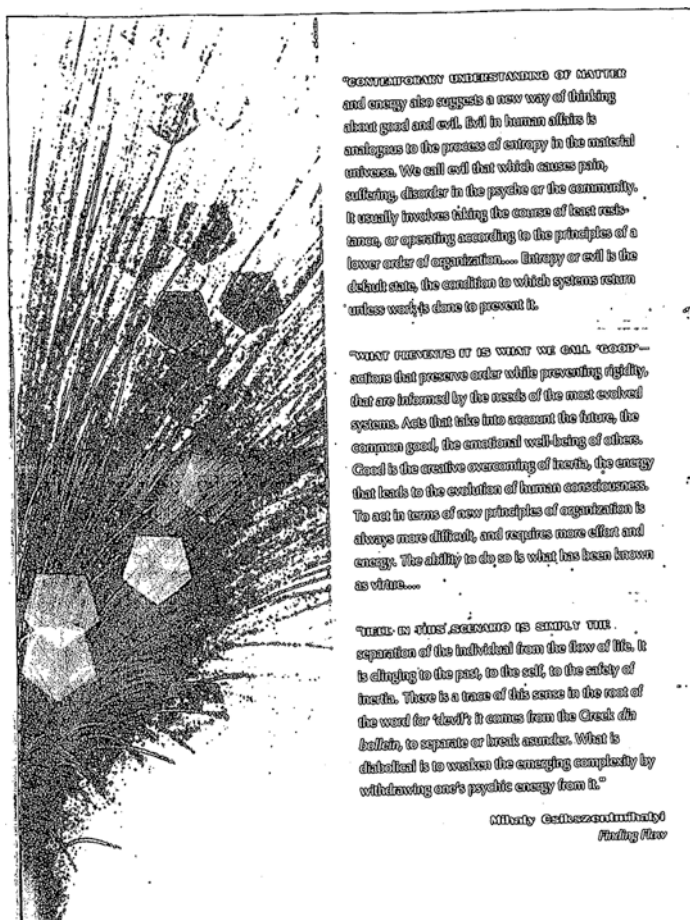 "CONTEMPORARY UNDERSTANDING OF MATTER
and energy also suggests a new way of thinking
about good and evil. Evil in human affairs is
analogous to the process of entropy in the material
universe. We call evil that which causes pain,
suffering, disorder in the psyche or the community.
It usually involves taking the course of least resis-
tance, or operating according to the principles of a
lower order of organization.... Entropy or evil is the
default state, the condition to which systems return
unless work is done to prevent it.
"WHAT PREVENTS IT IS WHAT WE CALL 'GOOD'—
actions that preserve order while preventing rigidity,
that are informed by the needs of the most evolved
systems. Acts that take into account the future, the
common good, the emotional well-being of others.
Good is the creative overcoming of inertia, the energy
that leads to the evolution of human consciousness.
To act in terms of new principles of organization is
always more difficult, and requires more effort and
energy. The ability to do so is what has been known
as virtue....
"HELL IN THIS SCENARIO IS SIMPLY THE
separation of the individual from the flow of life. It
is clinging to the past, to the self, to the safety of
inertia. There is a trace of this sense in the root of
the word for 'devil': it comes from the Greek dia
bollein, to separate or break asunder. What is
diabolical is to weaken the emerging complexity by
withdrawing one's psychic energy from it."
Mihaly Csikszentmihalyi
Finding Flow